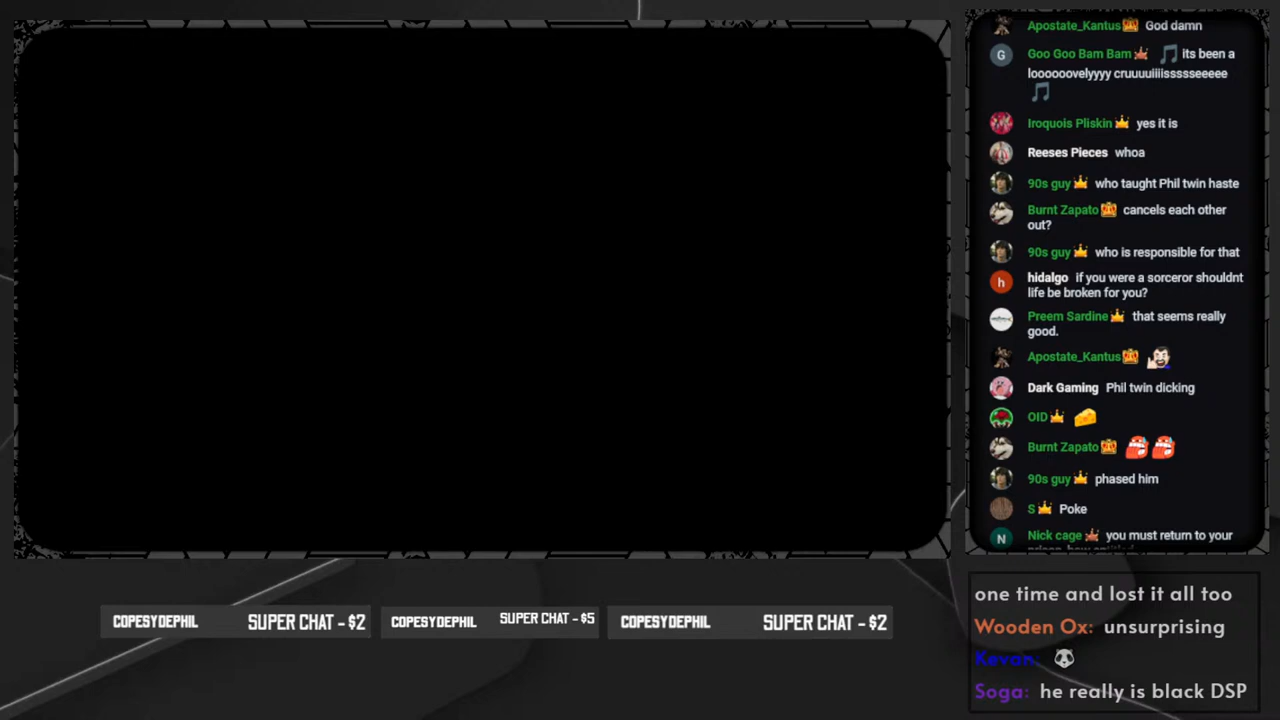 Apostate_Kantus God damn
Goo Goo Bam Bam its been a
loooooovelyyyy cruuuuiiiisssseeeee
Iroquois Pliskin yes it is
Reeses Pieces whoa
90s guy who taught Phil twin haste
Burnt Zapato cancels each other
out?
90s guy who is responsible for that
hidalgo if you were a sorceror shouldnt
life be broken for you?
Preem Sardine that seems really
good.
Apostate_Kantus
Dark Gaming Phil twin dicking
OID
Burnt Zapato
90s guy phased him
S Poke
Nick cage you must return to your
COPESYDEPHIL SUPER CHAT - $2
COPESYDEPHIL SUPER CHAT - $5
COPESYDEPHIL SUPER CHAT - $2
one time and lost it all too
Wooden Ox: unsurprising
Kevan:
Soga: he really is black DSP